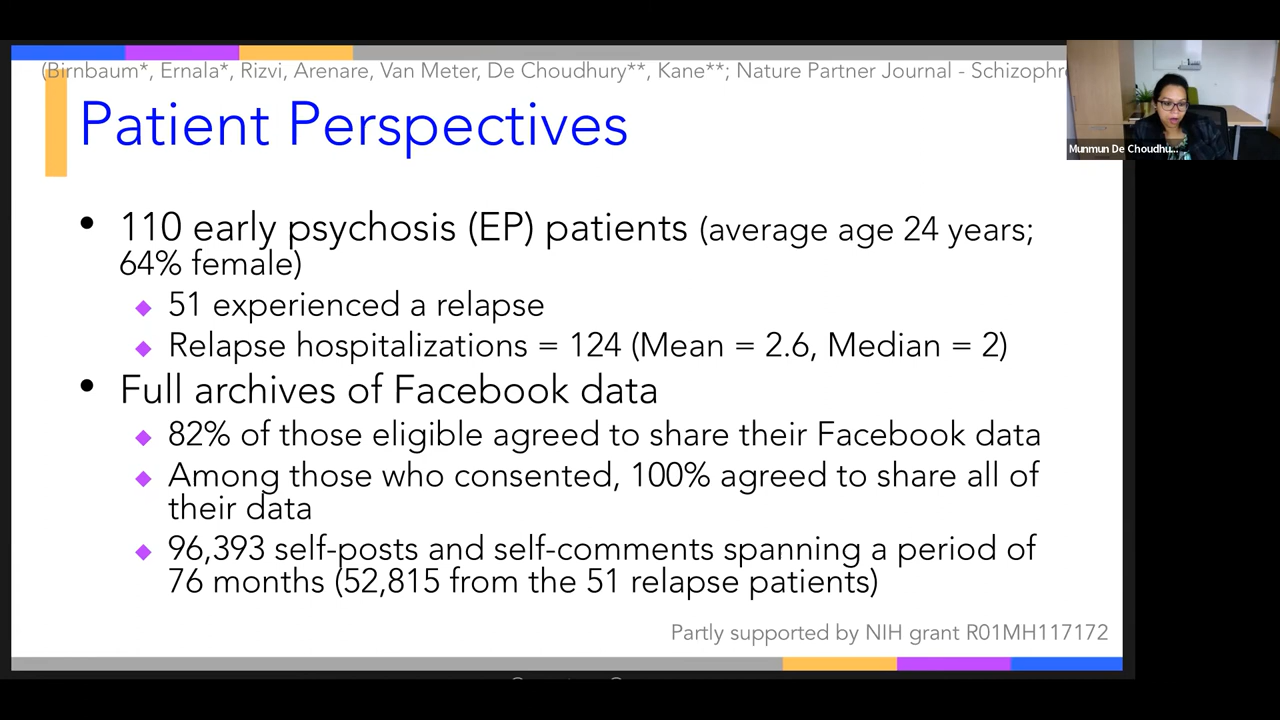 (Birnbaum*, Ernala*, Rizvi, Arenare, Van Meter, De Choudhury**, Kane**; Nature Partner Journal - Schizophre
Munmun De Choudhu...
Patient Perspectives
• 110 early psychosis (EP) patients (average age 24 years;
64% female)
◆ 51 experienced a relapse
◆ Relapse hospitalizations = 124 (Mean = 2.6, Median = 2)
• Full archives of Facebook data
◆ 82% of those eligible agreed to share their Facebook data
◆ Among those who consented, 100% agreed to share all of
their data
◆ 96,393 self-posts and self-comments spanning a period of
76 months (52,815 from the 51 relapse patients)
Partly supported by NIH grant R01MH117172